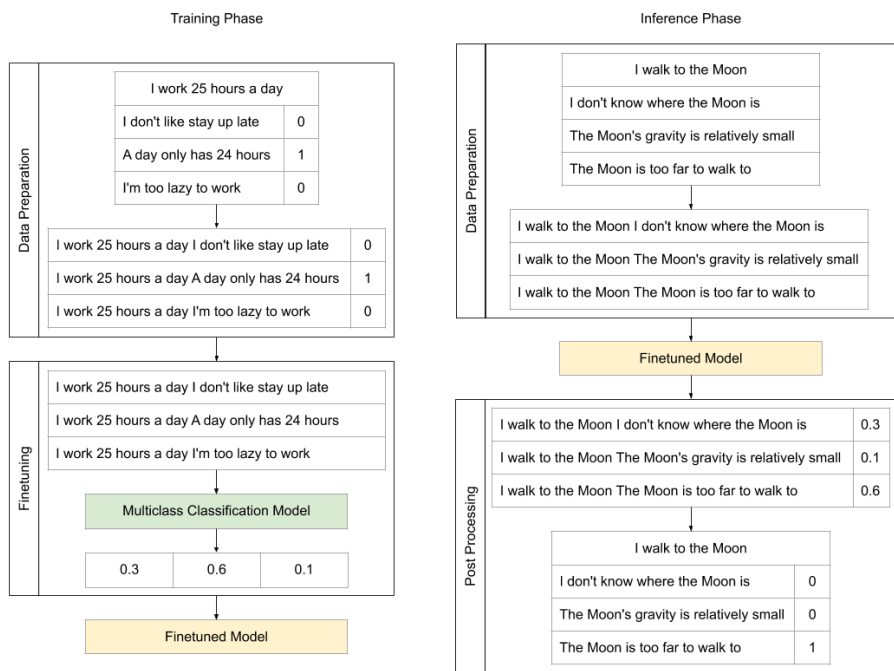 Training Phase
Data Preparation
I work 25 hours a day
I don't like stay up late 0
A day only has 24 hours 1
I'm too lazy to work 0
I work 25 hours a day I don't like stay up late 0
I work 25 hours a day A day only has 24 hours 1
I work 25 hours a day I'm too lazy to work 0
Finetuning
I work 25 hours a day I don't like stay up late
I work 25 hours a day A day only has 24 hours
I work 25 hours a day I'm too lazy to work
Multiclass Classification Model
0.3 0.6 0.1
Finetuned Model
Inference Phase
Data Preparation
I walk to the Moon
I don't know where the Moon is
The Moon's gravity is relatively small
The Moon is too far to walk to
I walk to the Moon I don't know where the Moon is
I walk to the Moon The Moon's gravity is relatively small
I walk to the Moon The Moon is too far to walk to
Finetuned Model
Post Processing
I walk to the Moon I don't know where the Moon is 0.3
I walk to the Moon The Moon's gravity is relatively small 0.1
I walk to the Moon The Moon is too far to walk to 0.6
I walk to the Moon
I don't know where the Moon is 0
The Moon's gravity is relatively small 0
The Moon is too far to walk to 1